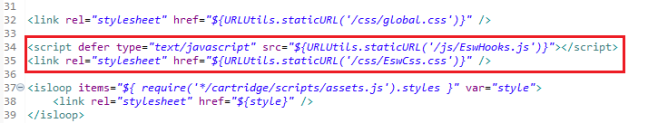 31
32 <link rel="stylesheet" href="${URLUtils.staticURL('/css/global.css')}" />
33
34 <script defer type="text/javascript" src="${URLUtils.staticURL('/js/EswHooks.js')}"></script>
35 <link rel="stylesheet" href="${URLUtils.staticURL('/css/EswCss.css')}" />
36
37 <isloop items="${ require('*/cartridge/scripts/assets.js').styles }" var="style">
38     <link rel="stylesheet" href="${style}" />
39 </isloop>